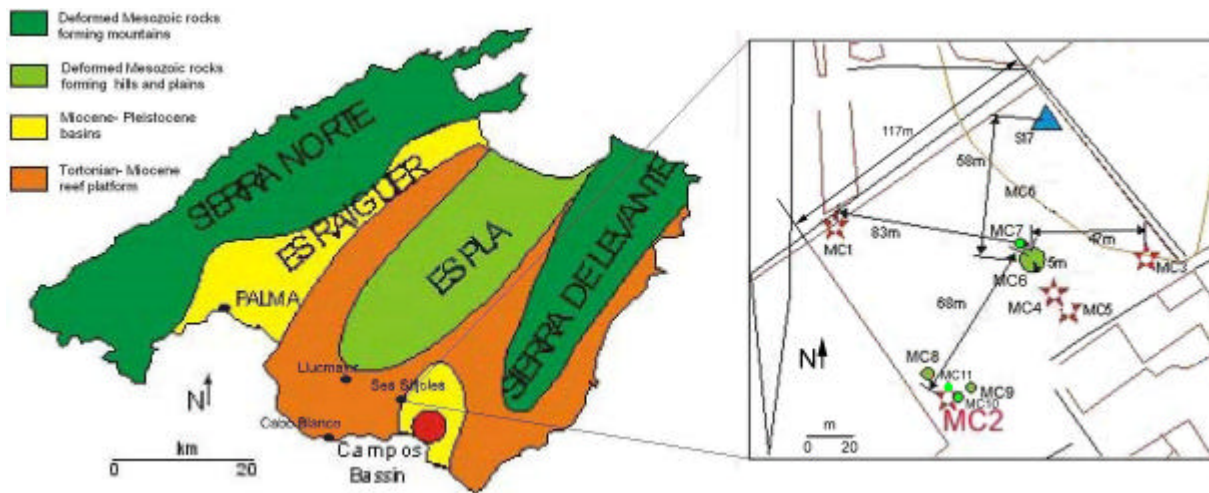 Deformed Mesozoic rocks
forming mountains
Deformed Mesozoic rocks
forming hills and plains
Miocene- Pleistocene
basins
Tortonian- Miocene
reef platform
SIERRA NORTE
ES RAIGUER
ES PLA
SIERRA DE LEVANTE
PALMA
Llucmajor
Ses Sitjoles
Cabo Blanco
Campos
Bassin
N
km
0 20
117m
S17
58m
MC6
MC1
83m
MC7
47m
MC3
5m
MC6
MC4
MC5
68m
N
MC8
MC11
MC9
MC10
MC2
m
0 20